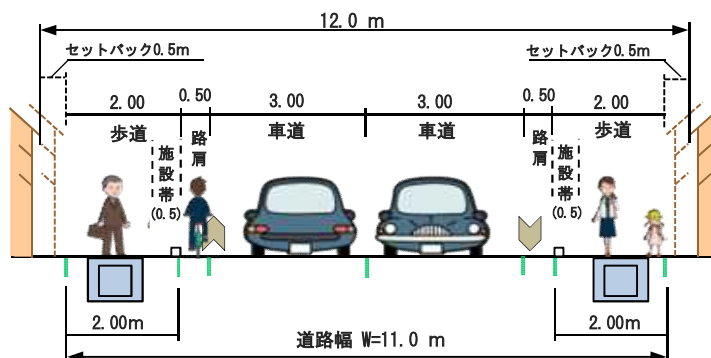 12.0 m
セットバック0.5m
セットバック0.5m
2.00
0.50
3.00
3.00
0.50
2.00
歩道
路肩
車道
車道
路肩
歩道
施設帯
(0.5)
施設帯
(0.5)
2.00m
道路幅 W=11.0 m
2.00m